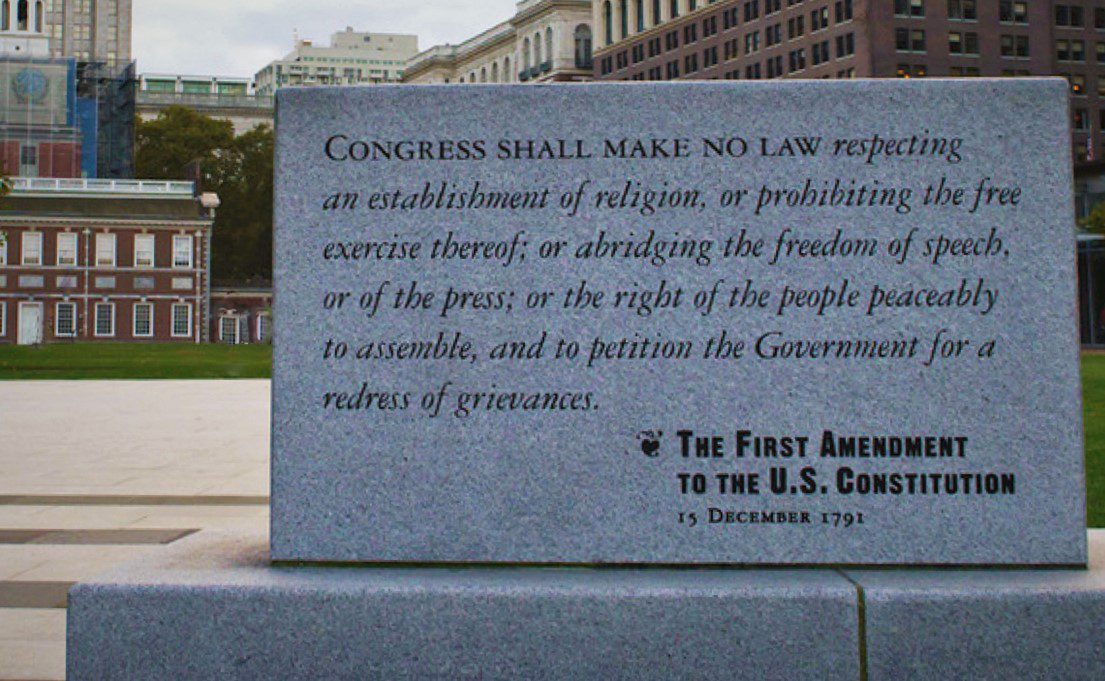 CONGRESS SHALL MAKE NO LAW respecting
an establishment of religion, or prohibiting the free
exercise thereof; or abridging the freedom of speech,
or of the press; or the right of the people peaceably
to assemble, and to petition the Government for a
redress of grievances.
THE FIRST AMENDMENT
TO THE U.S. CONSTITUTION
15 DECEMBER 1791